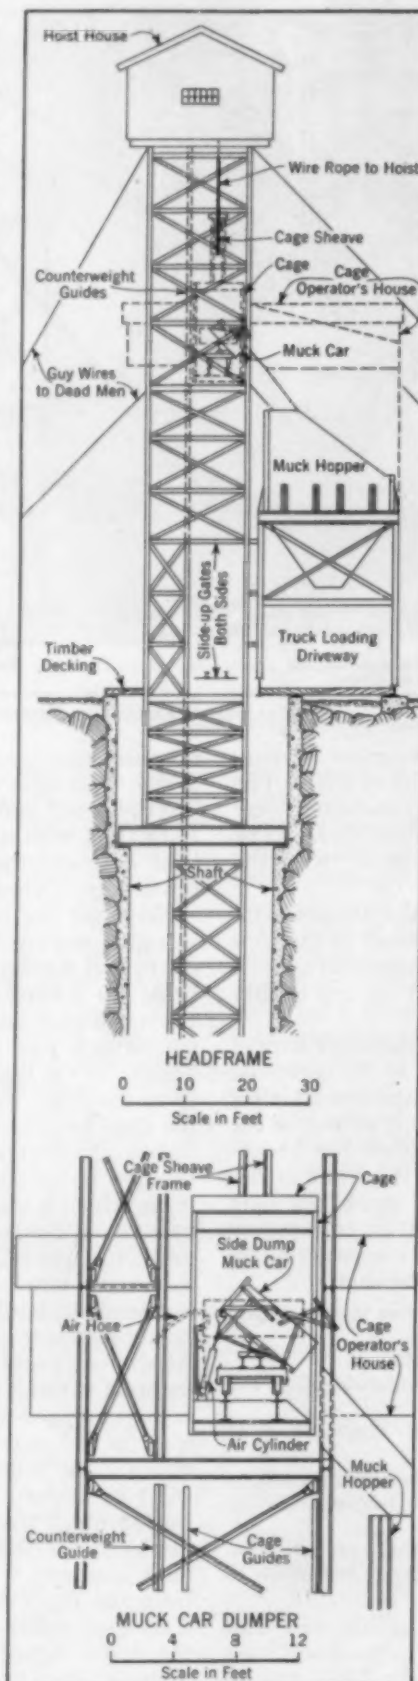 Hoist House
Wire Rope to Hoist
Cage Sheave
Counterweight
Guides
Cage
Cage
Operator's House
Muck Car
Guy Wires
to Dead Men
Muck Hopper
Slide-up Gates
Both Sides
Timber
Decking
Truck Loading
Driveway
Shaft
HEADFRAME
0 10 20 30
Scale in Feet
Cage Sheave
Frame
Cage
Side Dump
Muck Car
Air Hose
Cage
Operator's
House
Air Cylinder
Muck
Hopper
Counterweight
Guide
Cage
Guides
MUCK CAR DUMPER
0 4 8 12
Scale in Feet